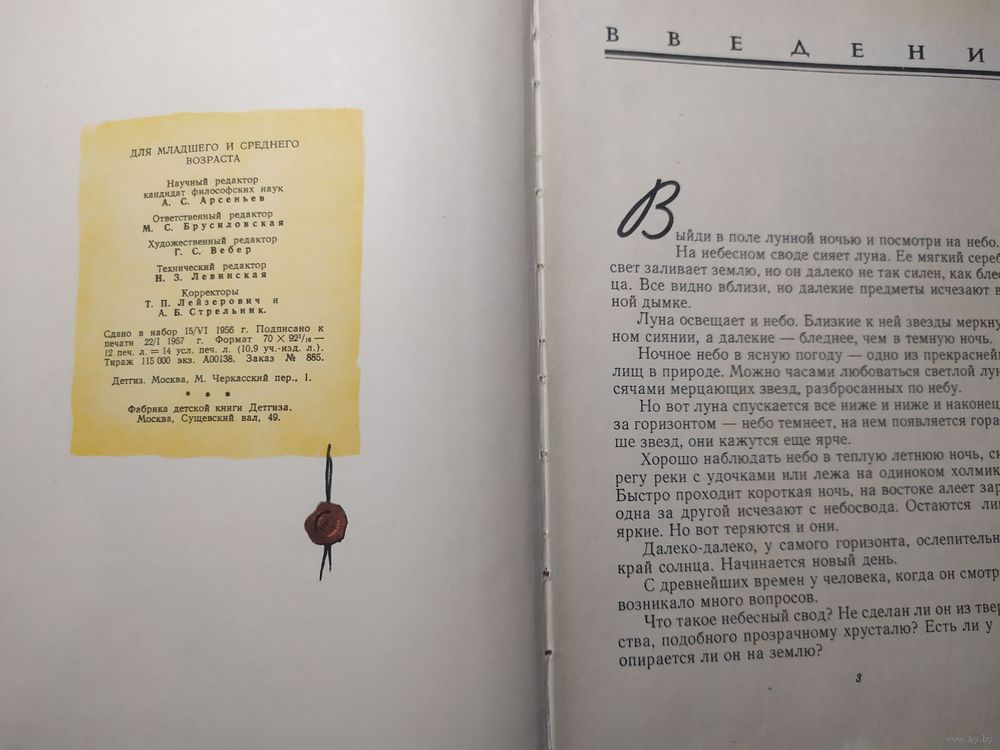 ДЛЯ МЛАДШЕГО И СРЕДНЕГО
ВОЗРАСТА
Научный редактор
кандидат философских наук
А. С. Арсеньев
Ответственный редактор
М. С. Брусиловская
Художественный редактор
Г. С. Вебер
Технический редактор
Н. З. Левинская
Корректоры
Т. П. Лейзерович и
А. Б. Стрельник.
Сдано в набор 15/VI 1956 г. Подписано к
печати 22/I 1957 г. Формат 70 × 92¹/₁₆ —
12 печ. л. = 14 усл. печ. л. (10,9 уч.-изд. л.).
Тираж 115 000 экз. А00138. Заказ № 885.
Детгиз. Москва, М. Черкасский пер., 1.
* * *
Фабрика детской книги Детгиза.
Москва, Сущевский вал, 49.
В В Е Д Е Н И
Выйди в поле лунной ночью и посмотри на небо.
На небесном своде сияет луна. Ее мягкий сереб
свет заливает землю, но он далеко не так силен, как блес
ца. Все видно вблизи, но далекие предметы исчезают в
ной дымке.
Луна освещает и небо. Близкие к ней звезды меркну
ном сиянии, а далекие — бледнее, чем в темную ночь.
Ночное небо в ясную погоду — одно из прекрасней
лищ в природе. Можно часами любоваться светлой лун
сячами мерцающих звезд, разбросанных по небу.
Но вот луна спускается все ниже и ниже и наконец
за горизонтом — небо темнеет, на нем появляется гора
ше звезд, они кажутся еще ярче.
Хорошо наблюдать небо в теплую летнюю ночь, си
регу реки с удочками или лежа на одиноком холмик
Быстро проходит короткая ночь, на востоке алеет зар
одна за другой исчезают с небосвода. Остаются ли
яркие. Но вот теряются и они.
Далеко-далеко, у самого горизонта, ослепительн
край солнца. Начинается новый день.
С древнейших времен у человека, когда он смотр
возникало много вопросов.
Что такое небесный свод? Не сделан ли он из твер
ства, подобного прозрачному хрусталю? Есть ли у
опирается ли он на землю?
3
www.ay.by